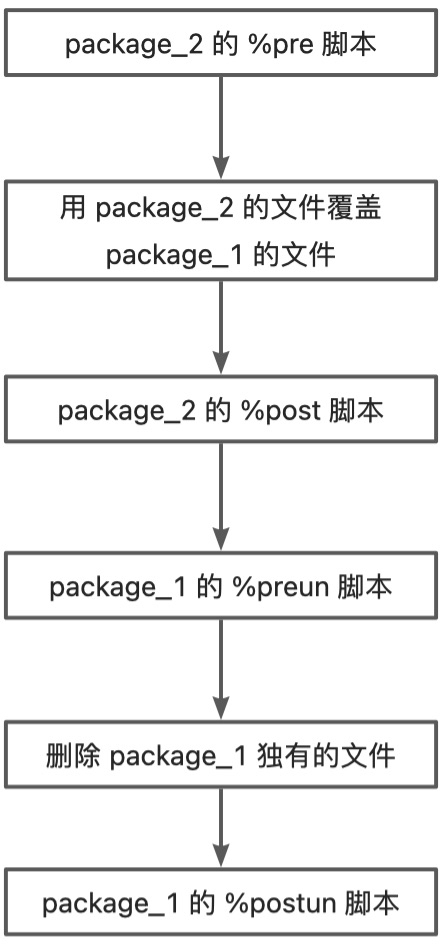 package_2 的 %pre 脚本
用 package_2 的文件覆盖
package_1 的文件
package_2 的 %post 脚本
package_1 的 %preun 脚本
删除 package_1 独有的文件
package_1 的 %postun 脚本